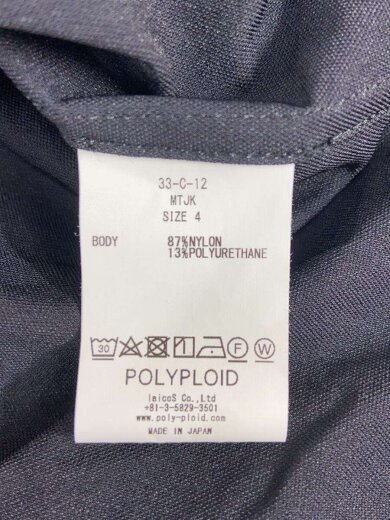 33-C-12
MTJK
SIZE 4
BODY 87%NYLON
13%POLYURETHANE
30 F W
POLYPLOID
laicoS Co.,Ltd
+81-3-5829-3501
www.poly-ploid.com
MADE IN JAPAN